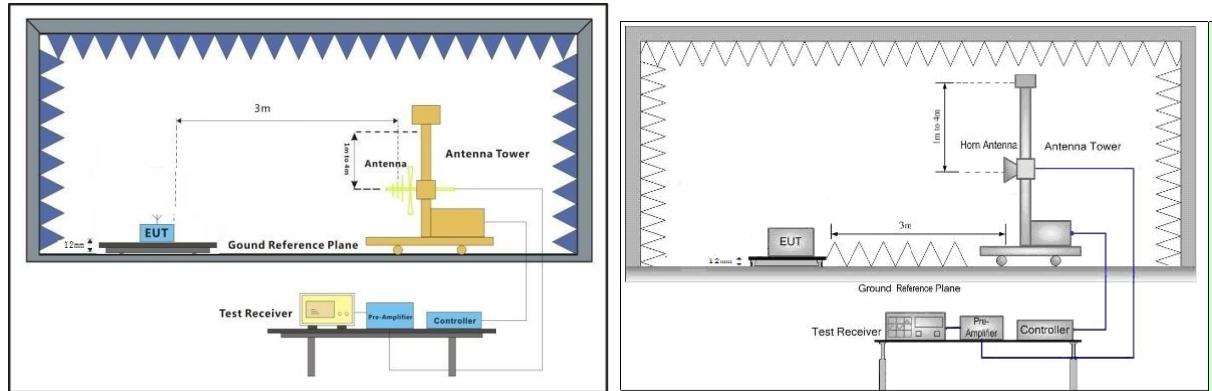 3m
1m to 4m
Antenna
Antenna Tower
EUT
12mm
Gound Reference Plane
Test Receiver
Pre-Amplifier
Controller
1m to 4m
Horn Antenna
Antenna Tower
3m
EUT
12mm
Ground Reference Plane
Test Receiver
Pre-
Amplifier
Controller